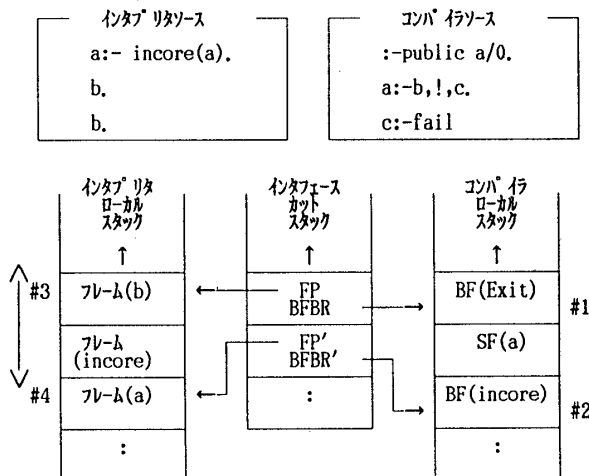 インタプリタソース
a:- incore(a).
b.
b.
コンパイラソース
:-public a/0.
a:-b,!,c.
c:-fail
インタプリタ
ローカル
スタック
↑
インタフェース
カット
スタック
↑
コンパイラ
ローカル
スタック
↑
#3 フレーム(b)
FP
BFBR
BF(Exit) #1
フレーム
(incore)
FP'
BFBR'
SF(a)
#4 フレーム(a)
:
BF(incore) #2
:
: